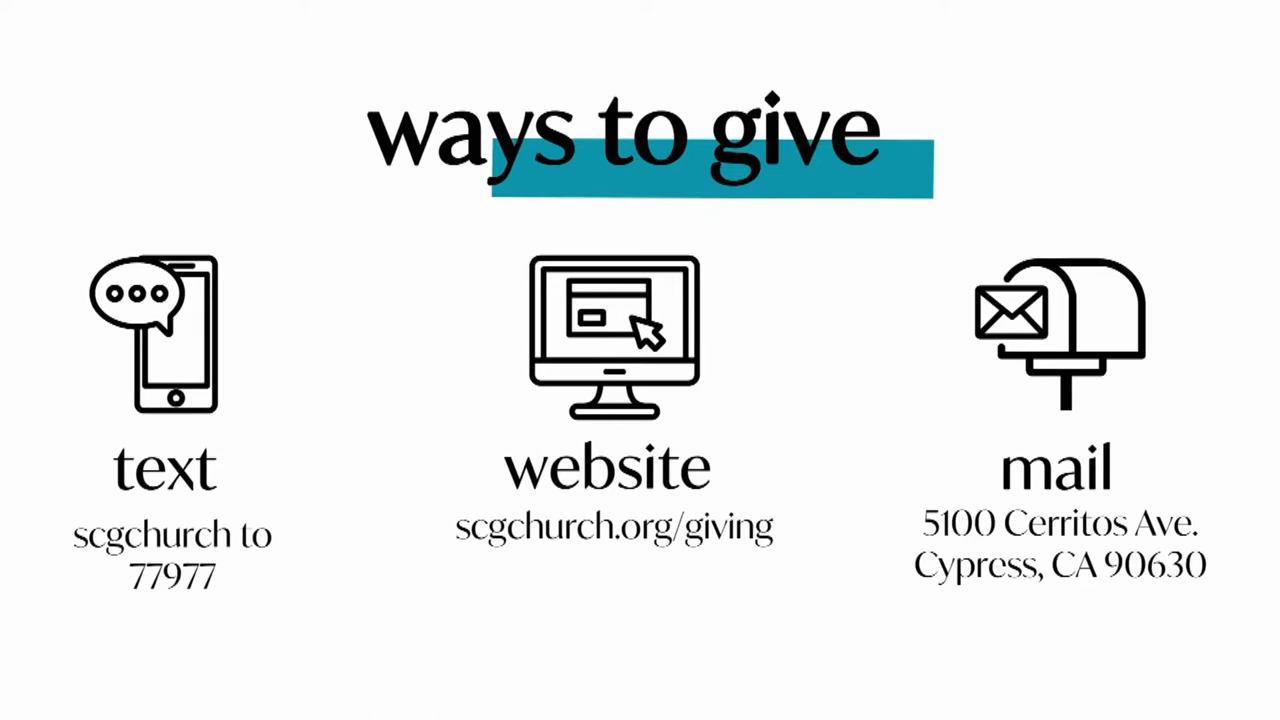 ways to give
text
scgchurch to
77977
website
scgchurch.org/giving
mail
5100 Cerritos Ave.
Cypress, CA 90630